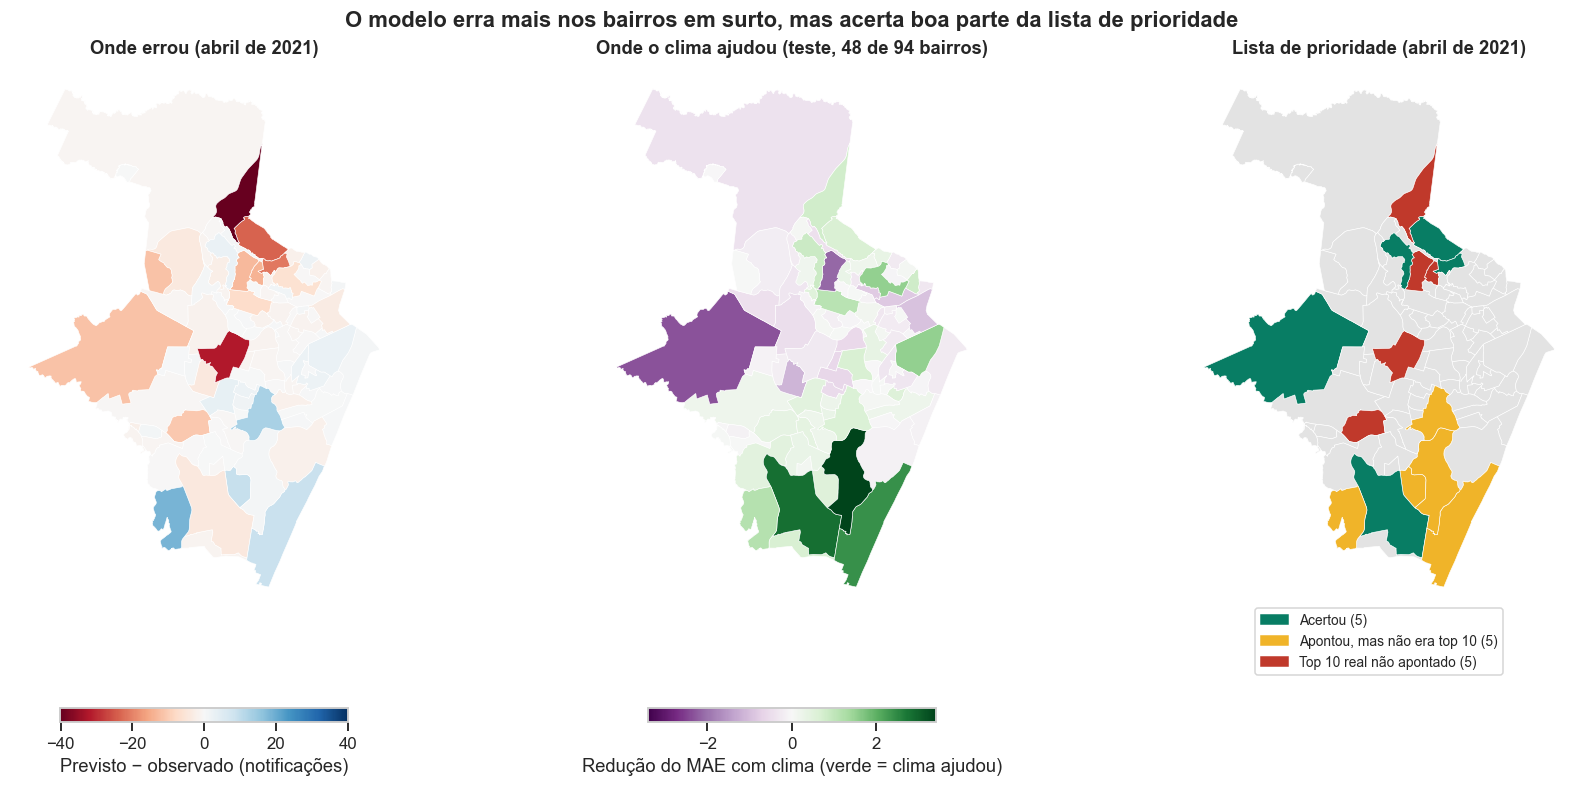 O modelo erra mais nos bairros em surto, mas acerta boa parte da lista de prioridade
Onde errou (abril de 2021)
Onde o clima ajudou (teste, 48 de 94 bairros)
Lista de prioridade (abril de 2021)
Acertou (5)
Apontou, mas não era top 10 (5)
Top 10 real não apontado (5)
−40 −20 0 20 40
Previsto − observado (notificações)
−2 0 2
Redução do MAE com clima (verde = clima ajudou)